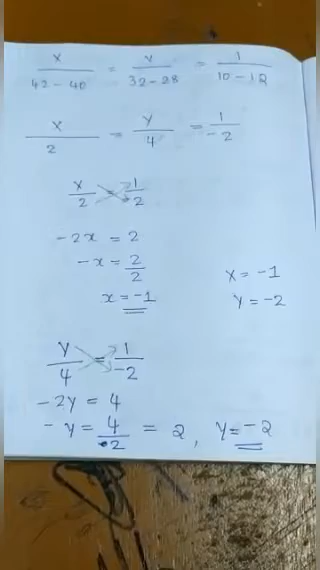 x/(42 - 40) = y/(32 - 28) = 1/(10 - 12)
x/2 = y/4 = 1/-2
x/2 = 1/2
-2x = 2
-x = 2/2
x = -1
x = -1
y = -2
y/4 = 1/-2
-2y = 4
-y = 4/2 = 2, y = -2